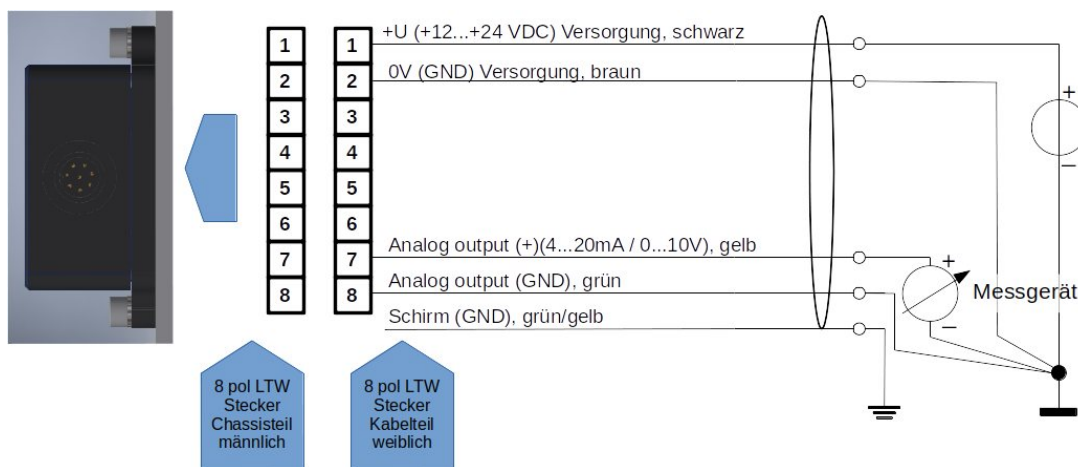 +U (+12...+24 VDC) Versorgung, schwarz
1
1
0V (GND) Versorgung, braun
2
2
+
3
3
4
4
−
5
5
6
6
Analog output (+)(4...20mA / 0...10V), gelb
7
7
+
Analog output (GND), grün
Messgerät
8
8
Schirm (GND), grün/gelb
−
8 pol LTW
Stecker
Chassisteil
männlich
8 pol LTW
Stecker
Kabelteil
weiblich